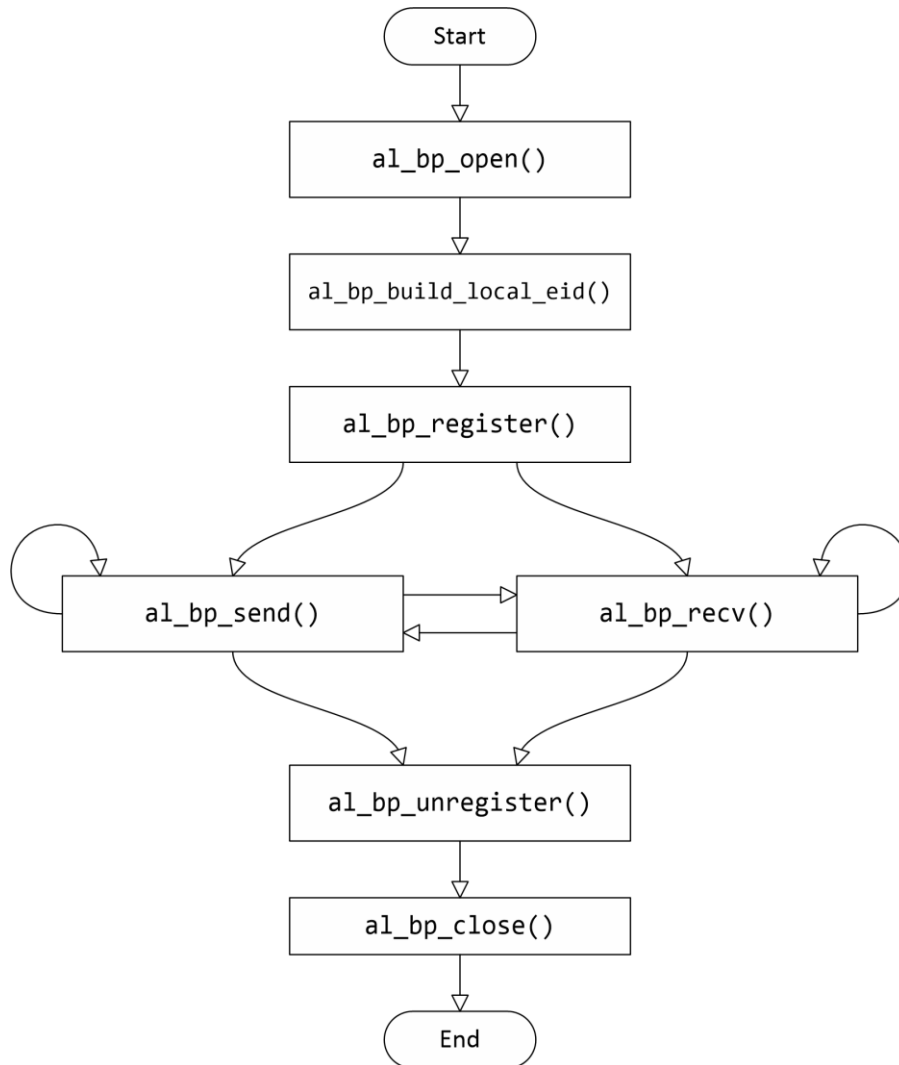 Start
al_bp_open()
al_bp_build_local_eid()
al_bp_register()
al_bp_send()
al_bp_recv()
al_bp_unregister()
al_bp_close()
End